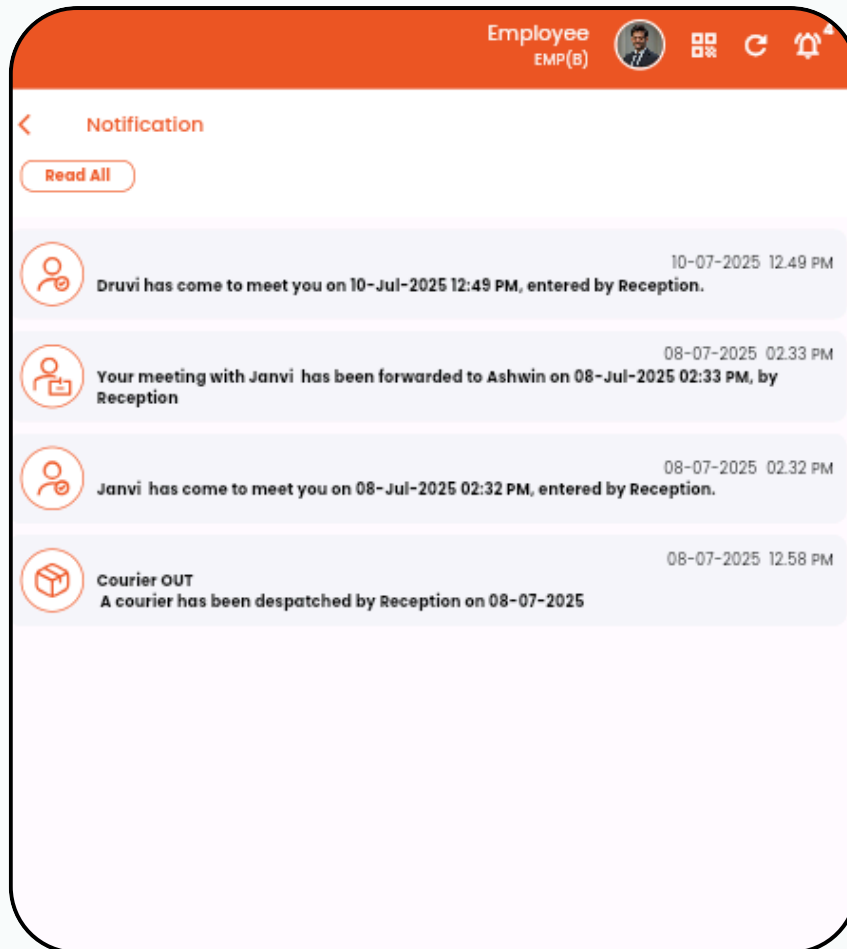 Employee
EMP(B)
4
Notification
Read All
10-07-2025 12.49 PM
Druvi has come to meet you on 10-Jul-2025 12:49 PM, entered by Reception.
08-07-2025 02.33 PM
Your meeting with Janvi has been forwarded to Ashwin on 08-Jul-2025 02:33 PM, by
Reception
08-07-2025 02.32 PM
Janvi has come to meet you on 08-Jul-2025 02:32 PM, entered by Reception.
08-07-2025 12.58 PM
Courier OUT
A courier has been despatched by Reception on 08-07-2025